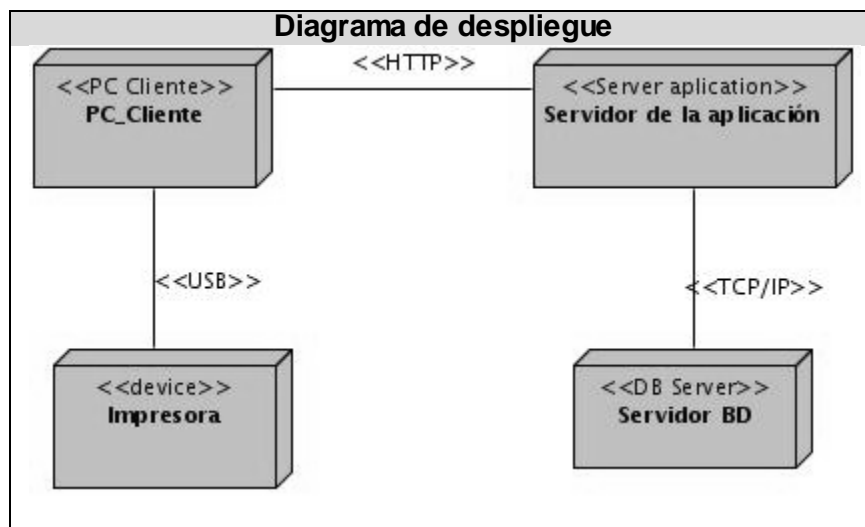 Diagrama de despliegue
<<PC Cliente>>
PC_Cliente
<<HTTP>>
<<Server aplication>>
Servidor de la aplicación
<<USB>>
<<TCP/IP>>
<<device>>
Impresora
<<DB Server>>
Servidor BD